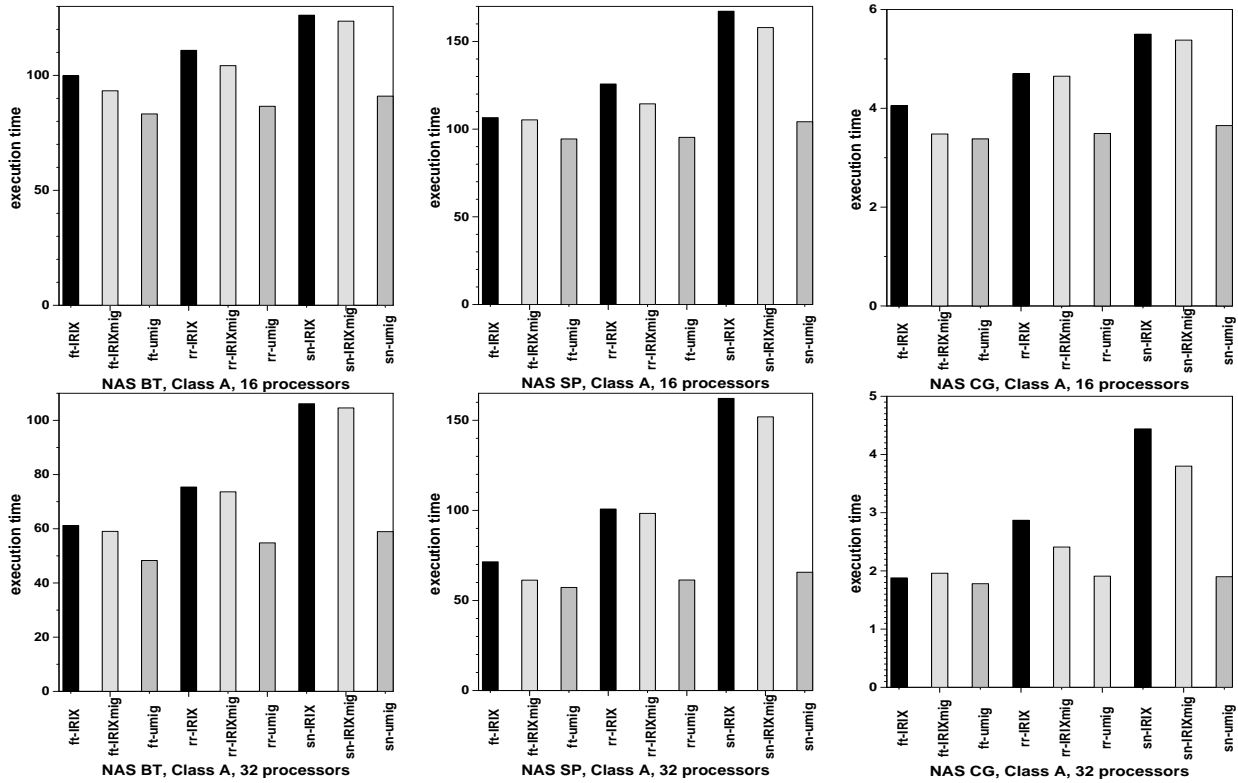 execution time
100
50
0
ft-IRIX
ft-IRIXmig
ft-umig
rr-IRIX
rr-IRIXmig
rr-umig
sn-IRIX
sn-IRIXmig
sn-umig
NAS BT, Class A, 16 processors
execution time
150
100
50
0
ft-IRIX
ft-IRIXmig
ft-umig
rr-IRIX
rr-IRIXmig
rr-umig
sn-IRIX
sn-IRIXmig
sn-umig
NAS SP, Class A, 16 processors
execution time
6
4
2
0
ft-IRIX
ft-IRIXmig
ft-umig
rr-IRIX
rr-IRIXmig
rr-umig
sn-IRIX
sn-IRIXmig
sn-umig
NAS CG, Class A, 16 processors
execution time
100
80
60
40
20
0
ft-IRIX
ft-IRIXmig
ft-umig
rr-IRIX
rr-IRIXmig
rr-umig
sn-IRIX
sn-IRIXmig
sn-umig
NAS BT, Class A, 32 processors
execution time
150
100
50
0
ft-IRIX
ft-IRIXmig
ft-umig
rr-IRIX
rr-IRIXmig
rr-umig
sn-IRIX
sn-IRIXmig
sn-umig
NAS SP, Class A, 32 processors
execution time
5
4
3
2
1
0
ft-IRIX
ft-IRIXmig
ft-umig
rr-IRIX
rr-IRIXmig
rr-umig
sn-IRIX
sn-IRIXmig
sn-umig
NAS CG, Class A, 32 processors